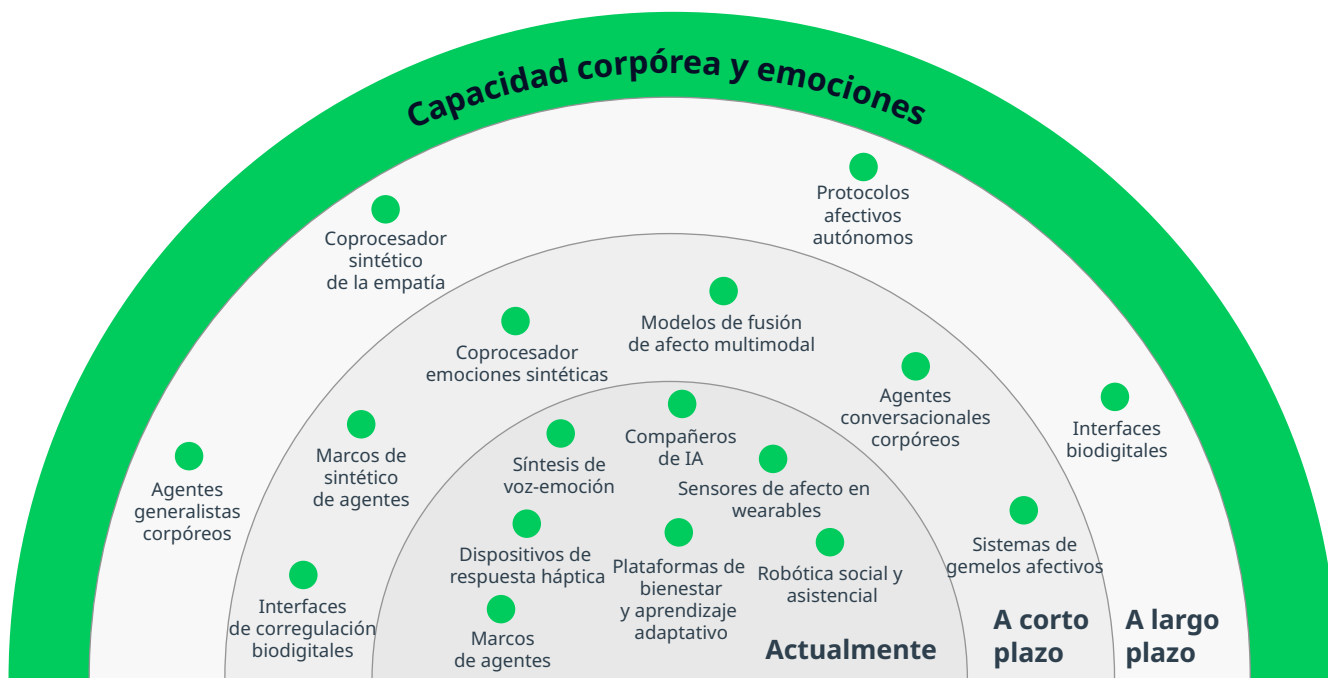 Capacidad corpórea y emociones
Protocolos
afectivos
autónomos
Coprocesador
sintético
de la empatía
Modelos de fusión
de afecto multimodal
Coprocesador
emociones sintéticas
Agentes
conversacionales
corpóreos
Interfaces
biodigitales
Compañeros
de IA
Marcos de
sintético
de agentes
Síntesis de
voz-emoción
Sensores de afecto en
wearables
Agentes
generalistas
corpóreos
Dispositivos de
respuesta háptica
Plataformas de
bienestar
y aprendizaje
adaptativo
Robótica social y
asistencial
Sistemas de
gemelos afectivos
Interfaces
de corregulación
biodigitales
Marcos
de agentes
Actualmente
A corto
plazo
A largo
plazo